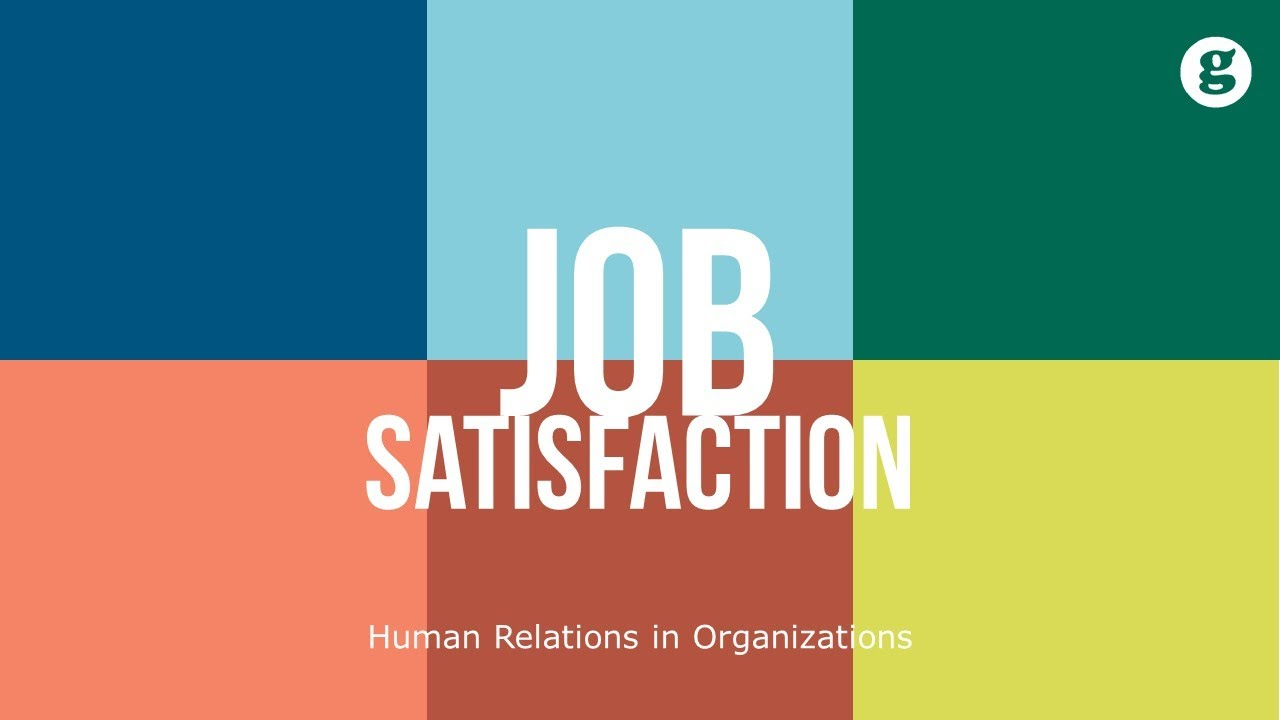 g
JOB
SATISFACTION
Human Relations in Organizations